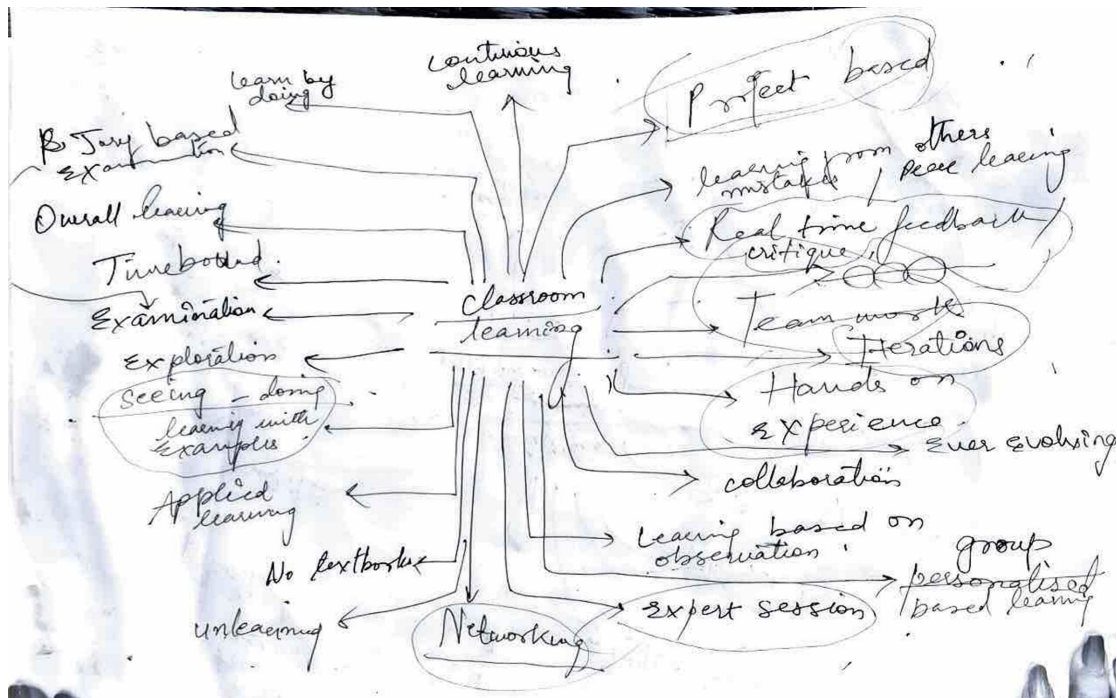 continuous
learning
learn by
doing
Project based
B. Jury based
examination
learning from others
mistakes / peer learning
Overall learning
Real time feedback /
critique
Timeboxed
Classroom
learning
Examination
Team work
Iterations
Exploration
Seeing - doing
learning with
examples
Hands on
experience
Ever evolving
collaboration
Applied
learning
Learning based on
observation
No textbooks
group
personalised
based learning
Expert session
unlearning
Networking